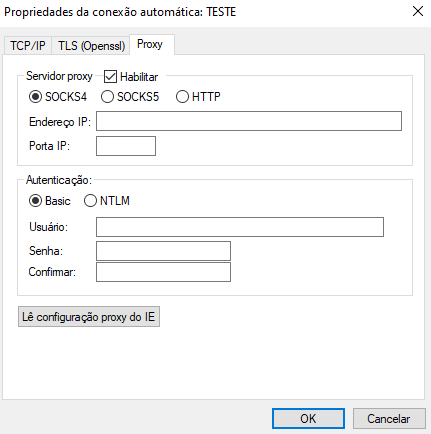 Propriedades da conexão automática: TESTE
TCP/IP TLS (Openssl) Proxy
Servidor proxy Habilitar
SOCKS4 SOCKS5 HTTP
Endereço IP:
Porta IP:
Autenticação:
Basic NTLM
Usuário:
Senha:
Confirmar:
Lê configuração proxy do IE
OK Cancelar